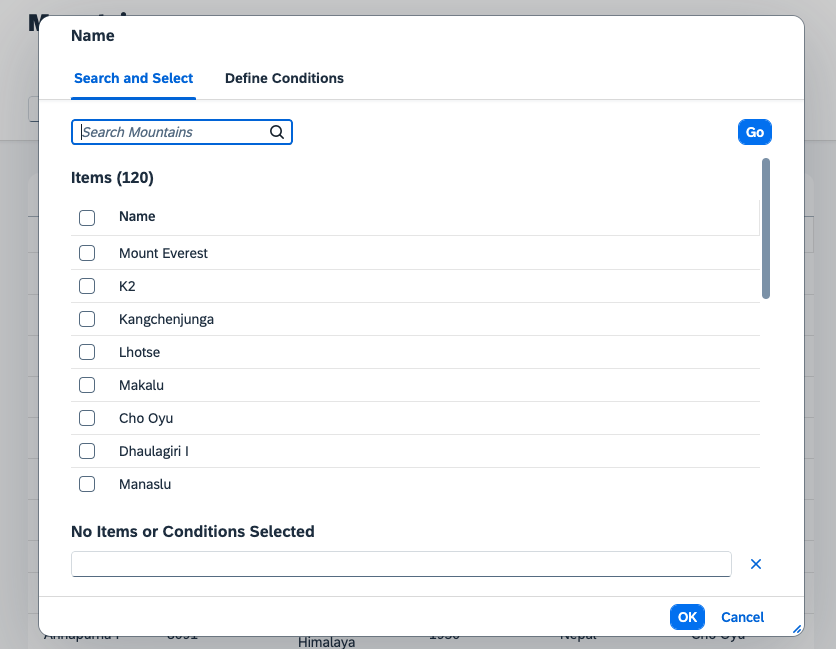 Name
Search and Select
Define Conditions
Search Mountains
Go
Items (120)
Name
Mount Everest
K2
Kangchenjunga
Lhotse
Makalu
Cho Oyu
Dhaulagiri I
Manaslu
No Items or Conditions Selected
OK
Cancel
Himalaya